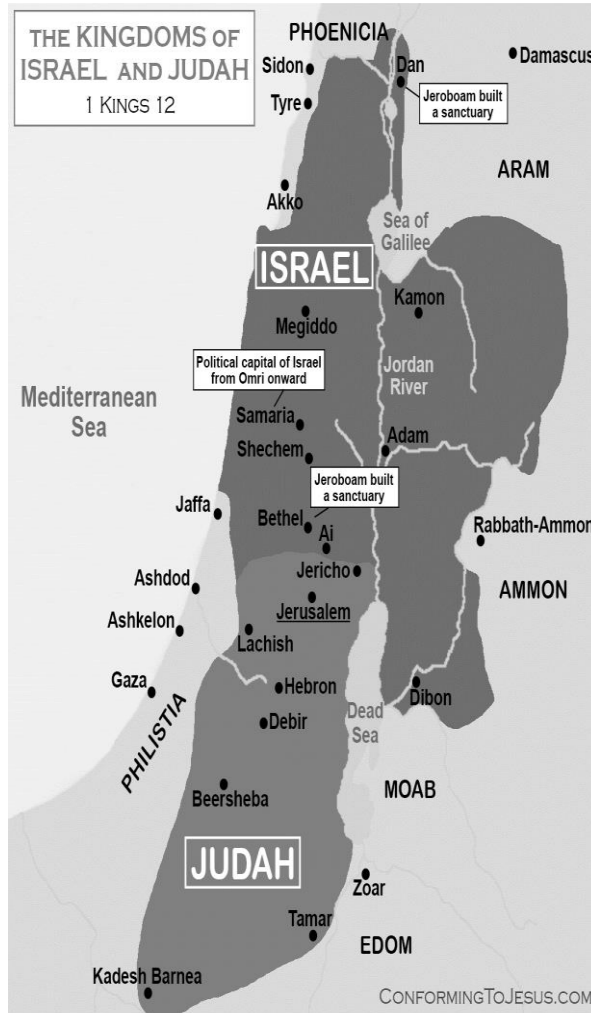 THE KINGDOMS OF
ISRAEL AND JUDAH
1 KINGS 12
PHOENICIA
Sidon
Dan
Damascus
Jeroboam built
a sanctuary
Tyre
ARAM
Akko
Sea of
Galilee
ISRAEL
Kamon
Megiddo
Political capital of Israel
from Omri onward
Jordan
River
Mediterranean
Sea
Samaria
Adam
Shechem
Jeroboam built
a sanctuary
Jaffa
Bethel
Rabbath-Ammon
Ai
Jericho
Ashdod
AMMON
Jerusalem
Ashkelon
Lachish
Gaza
Hebron
Dibon
PHILISTIA
Debir
Dead
Sea
MOAB
Beersheba
JUDAH
Zoar
Tamar
EDOM
Kadesh Barnea
CONFORMINGTOJESUS.COM